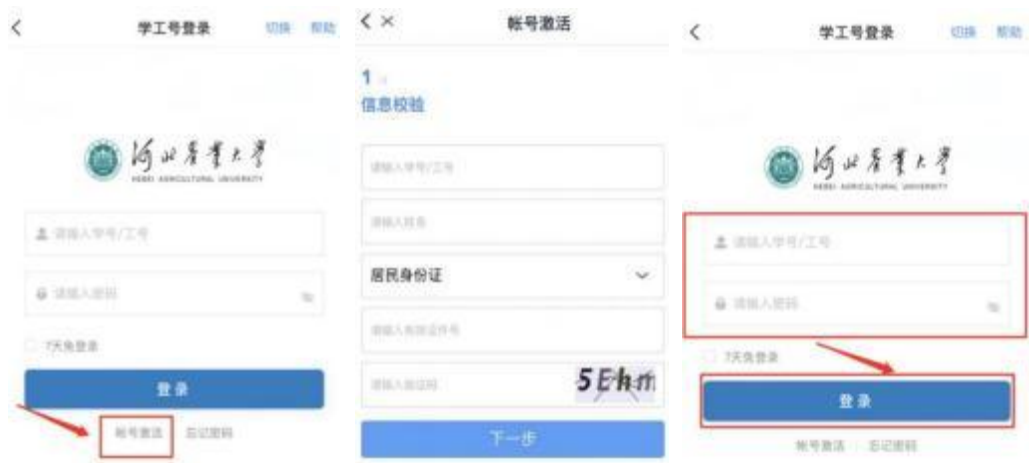 学工号登录
切换 帮助
河北农业大学
HEBEI AGRICULTURAL UNIVERSITY
请输入学号/工号
请输入密码
7天免登录
登录
帐号激活 忘记密码
帐号激活
1
信息校验
请输入学号/工号
请输入姓名
居民身份证
请输入有效证件号
请输入验证码
5Ehm
下一步
学工号登录
切换 帮助
河北农业大学
HEBEI AGRICULTURAL UNIVERSITY
请输入学号/工号
请输入密码
7天免登录
登录
帐号激活 忘记密码